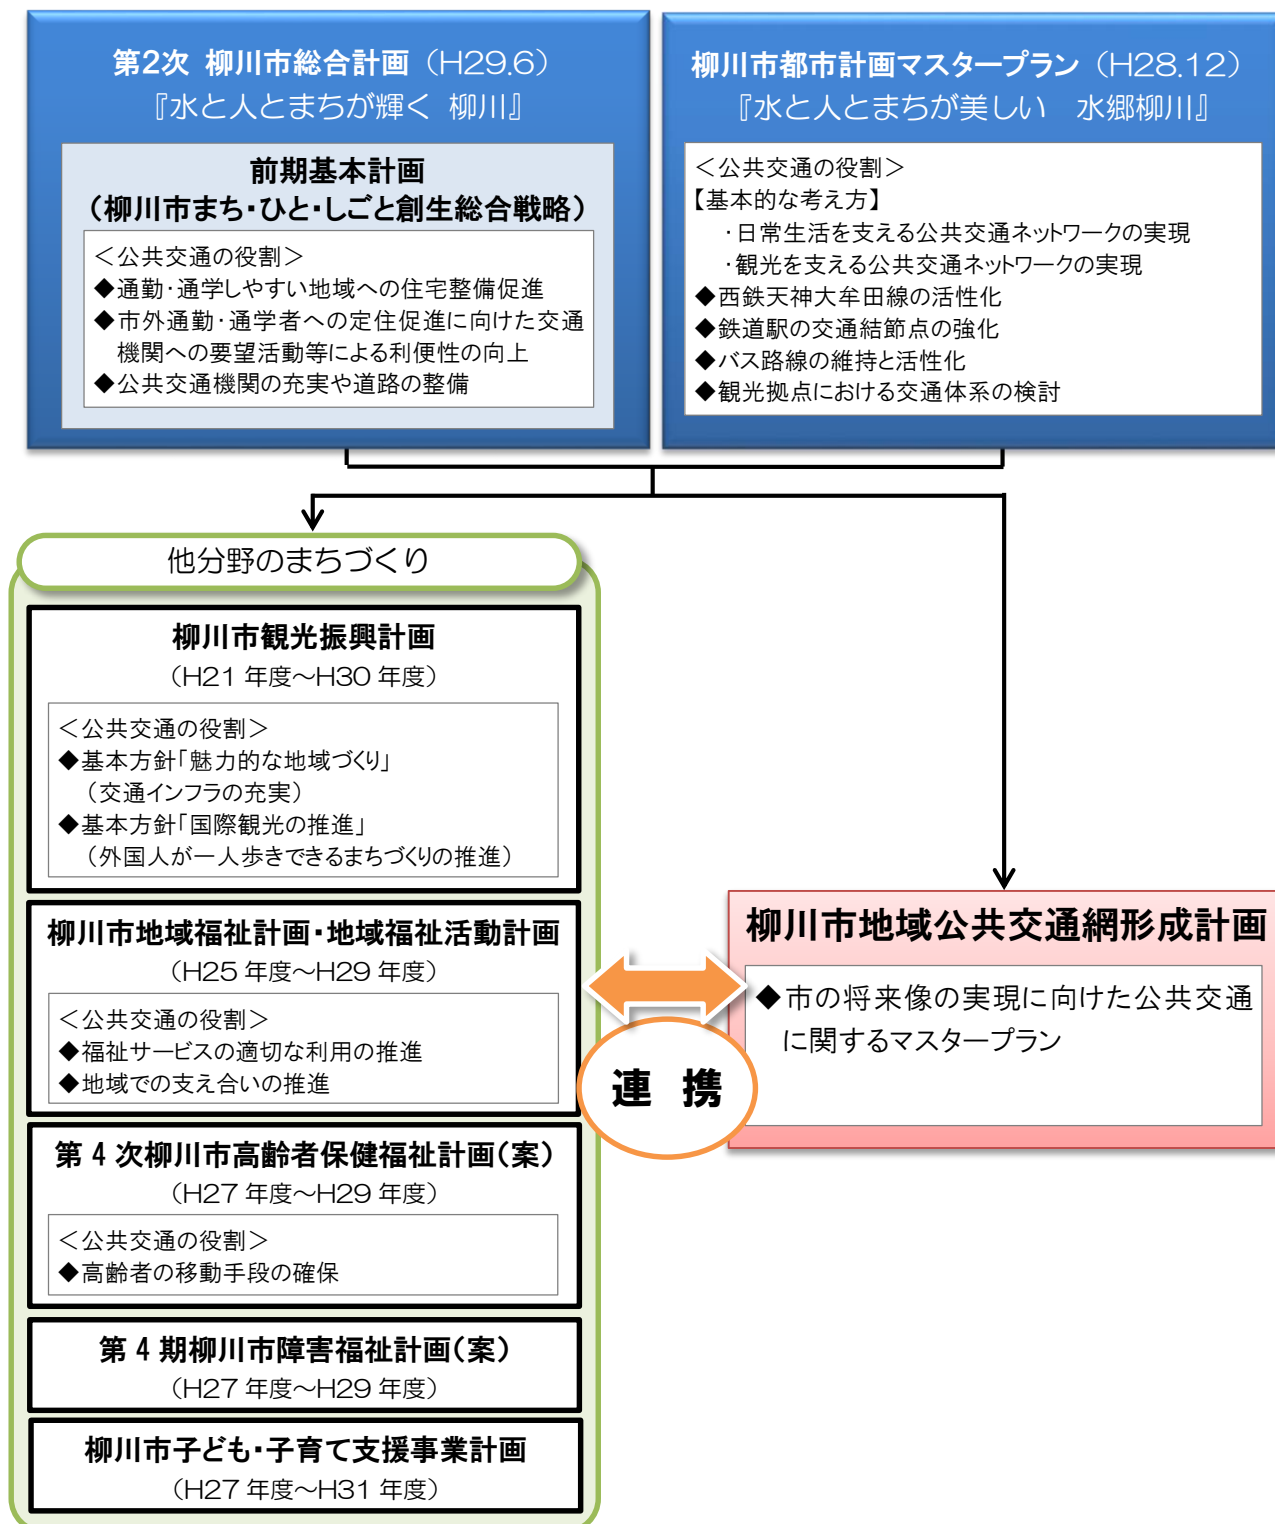 第2次 柳川市総合計画（H29.6）
『水と人とまちが輝く 柳川』
前期基本計画
（柳川市まち・ひと・しごと創生総合戦略）
＜公共交通の役割＞
◆通勤・通学しやすい地域への住宅整備促進
◆市外通勤・通学者への定住促進に向けた交通
機関への要望活動等による利便性の向上
◆公共交通機関の充実や道路の整備
柳川市都市計画マスタープラン（H28.12）
『水と人とまちが美しい　水郷柳川』
＜公共交通の役割＞
【基本的な考え方】
・日常生活を支える公共交通ネットワークの実現
・観光を支える公共交通ネットワークの実現
◆西鉄天神大牟田線の活性化
◆鉄道駅の交通結節点の強化
◆バス路線の維持と活性化
◆観光拠点における交通体系の検討
他分野のまちづくり
柳川市観光振興計画
（H21 年度～H30 年度）
＜公共交通の役割＞
◆基本方針「魅力的な地域づくり」
（交通インフラの充実）
◆基本方針「国際観光の推進」
（外国人が一人歩きできるまちづくりの推進）
柳川市地域福祉計画・地域福祉活動計画
（H25 年度～H29 年度）
＜公共交通の役割＞
◆福祉サービスの適切な利用の推進
◆地域での支え合いの推進
第 4 次柳川市高齢者保健福祉計画（案）
（H27 年度～H29 年度）
＜公共交通の役割＞
◆高齢者の移動手段の確保
第 4 期柳川市障害福祉計画（案）
（H27 年度～H29 年度）
柳川市子ども・子育て支援事業計画
（H27 年度～H31 年度）
連 携
柳川市地域公共交通網形成計画
◆市の将来像の実現に向けた公共交通
に関するマスタープラン